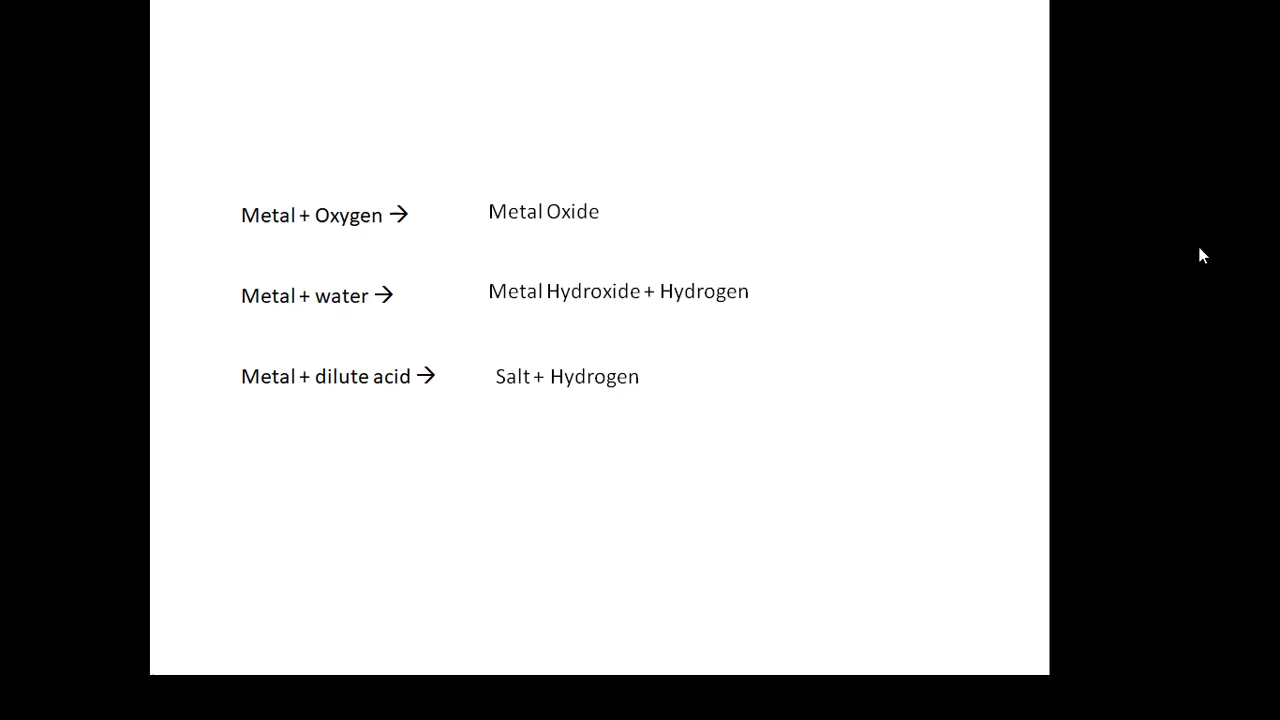 Metal + Oxygen → Metal Oxide
Metal + water → Metal Hydroxide + Hydrogen
Metal + dilute acid → Salt + Hydrogen